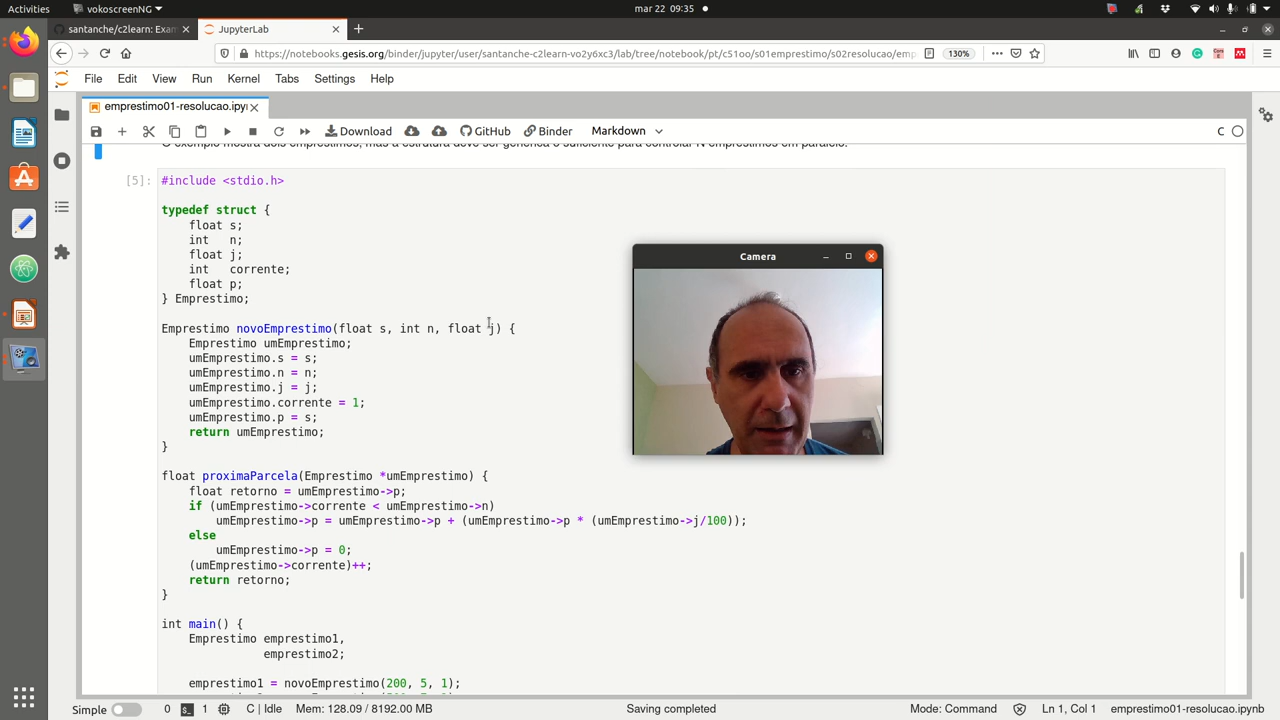 Activities
vokoscreenNG
mar 22 09:35
santanche/c2learn: Exam
JupyterLab
https://notebooks.gesis.org/binder/jupyter/user/santanche-c2learn-vo2y6xc3/lab/tree/notebook/pt/c51oo/s01emprestimo/s02resolucao/emp
130%
File Edit View Run Kernel Tabs Settings Help
emprestimo01-resolucao.ipyn
Download GitHub Binder Markdown C
O exemplo mostra dois empréstimos, mas a estrutura deve ser genérica o suficiente para controlar N empréstimos em paralelo.
[5]: #include <stdio.h>
typedef struct {
float s;
int n;
float j;
int corrente;
float p;
} Emprestimo;
Emprestimo novoEmprestimo(float s, int n, float j) {
Emprestimo umEmprestimo;
umEmprestimo.s = s;
umEmprestimo.n = n;
umEmprestimo.j = j;
umEmprestimo.corrente = 1;
umEmprestimo.p = s;
return umEmprestimo;
}
float proximaParcela(Emprestimo *umEmprestimo) {
float retorno = umEmprestimo->p;
if (umEmprestimo->corrente < umEmprestimo->n)
umEmprestimo->p = umEmprestimo->p + (umEmprestimo->p * (umEmprestimo->j/100));
else
umEmprestimo->p = 0;
(umEmprestimo->corrente)++;
return retorno;
}
int main() {
Emprestimo emprestimo1,
emprestimo2;
emprestimo1 = novoEmprestimo(200, 5, 1);
Camera
Simple 0 1 C | Idle Mem: 128.09 / 8192.00 MB Saving completed Mode: Command Ln 1, Col 1 emprestimo01-resolucao.ipynb